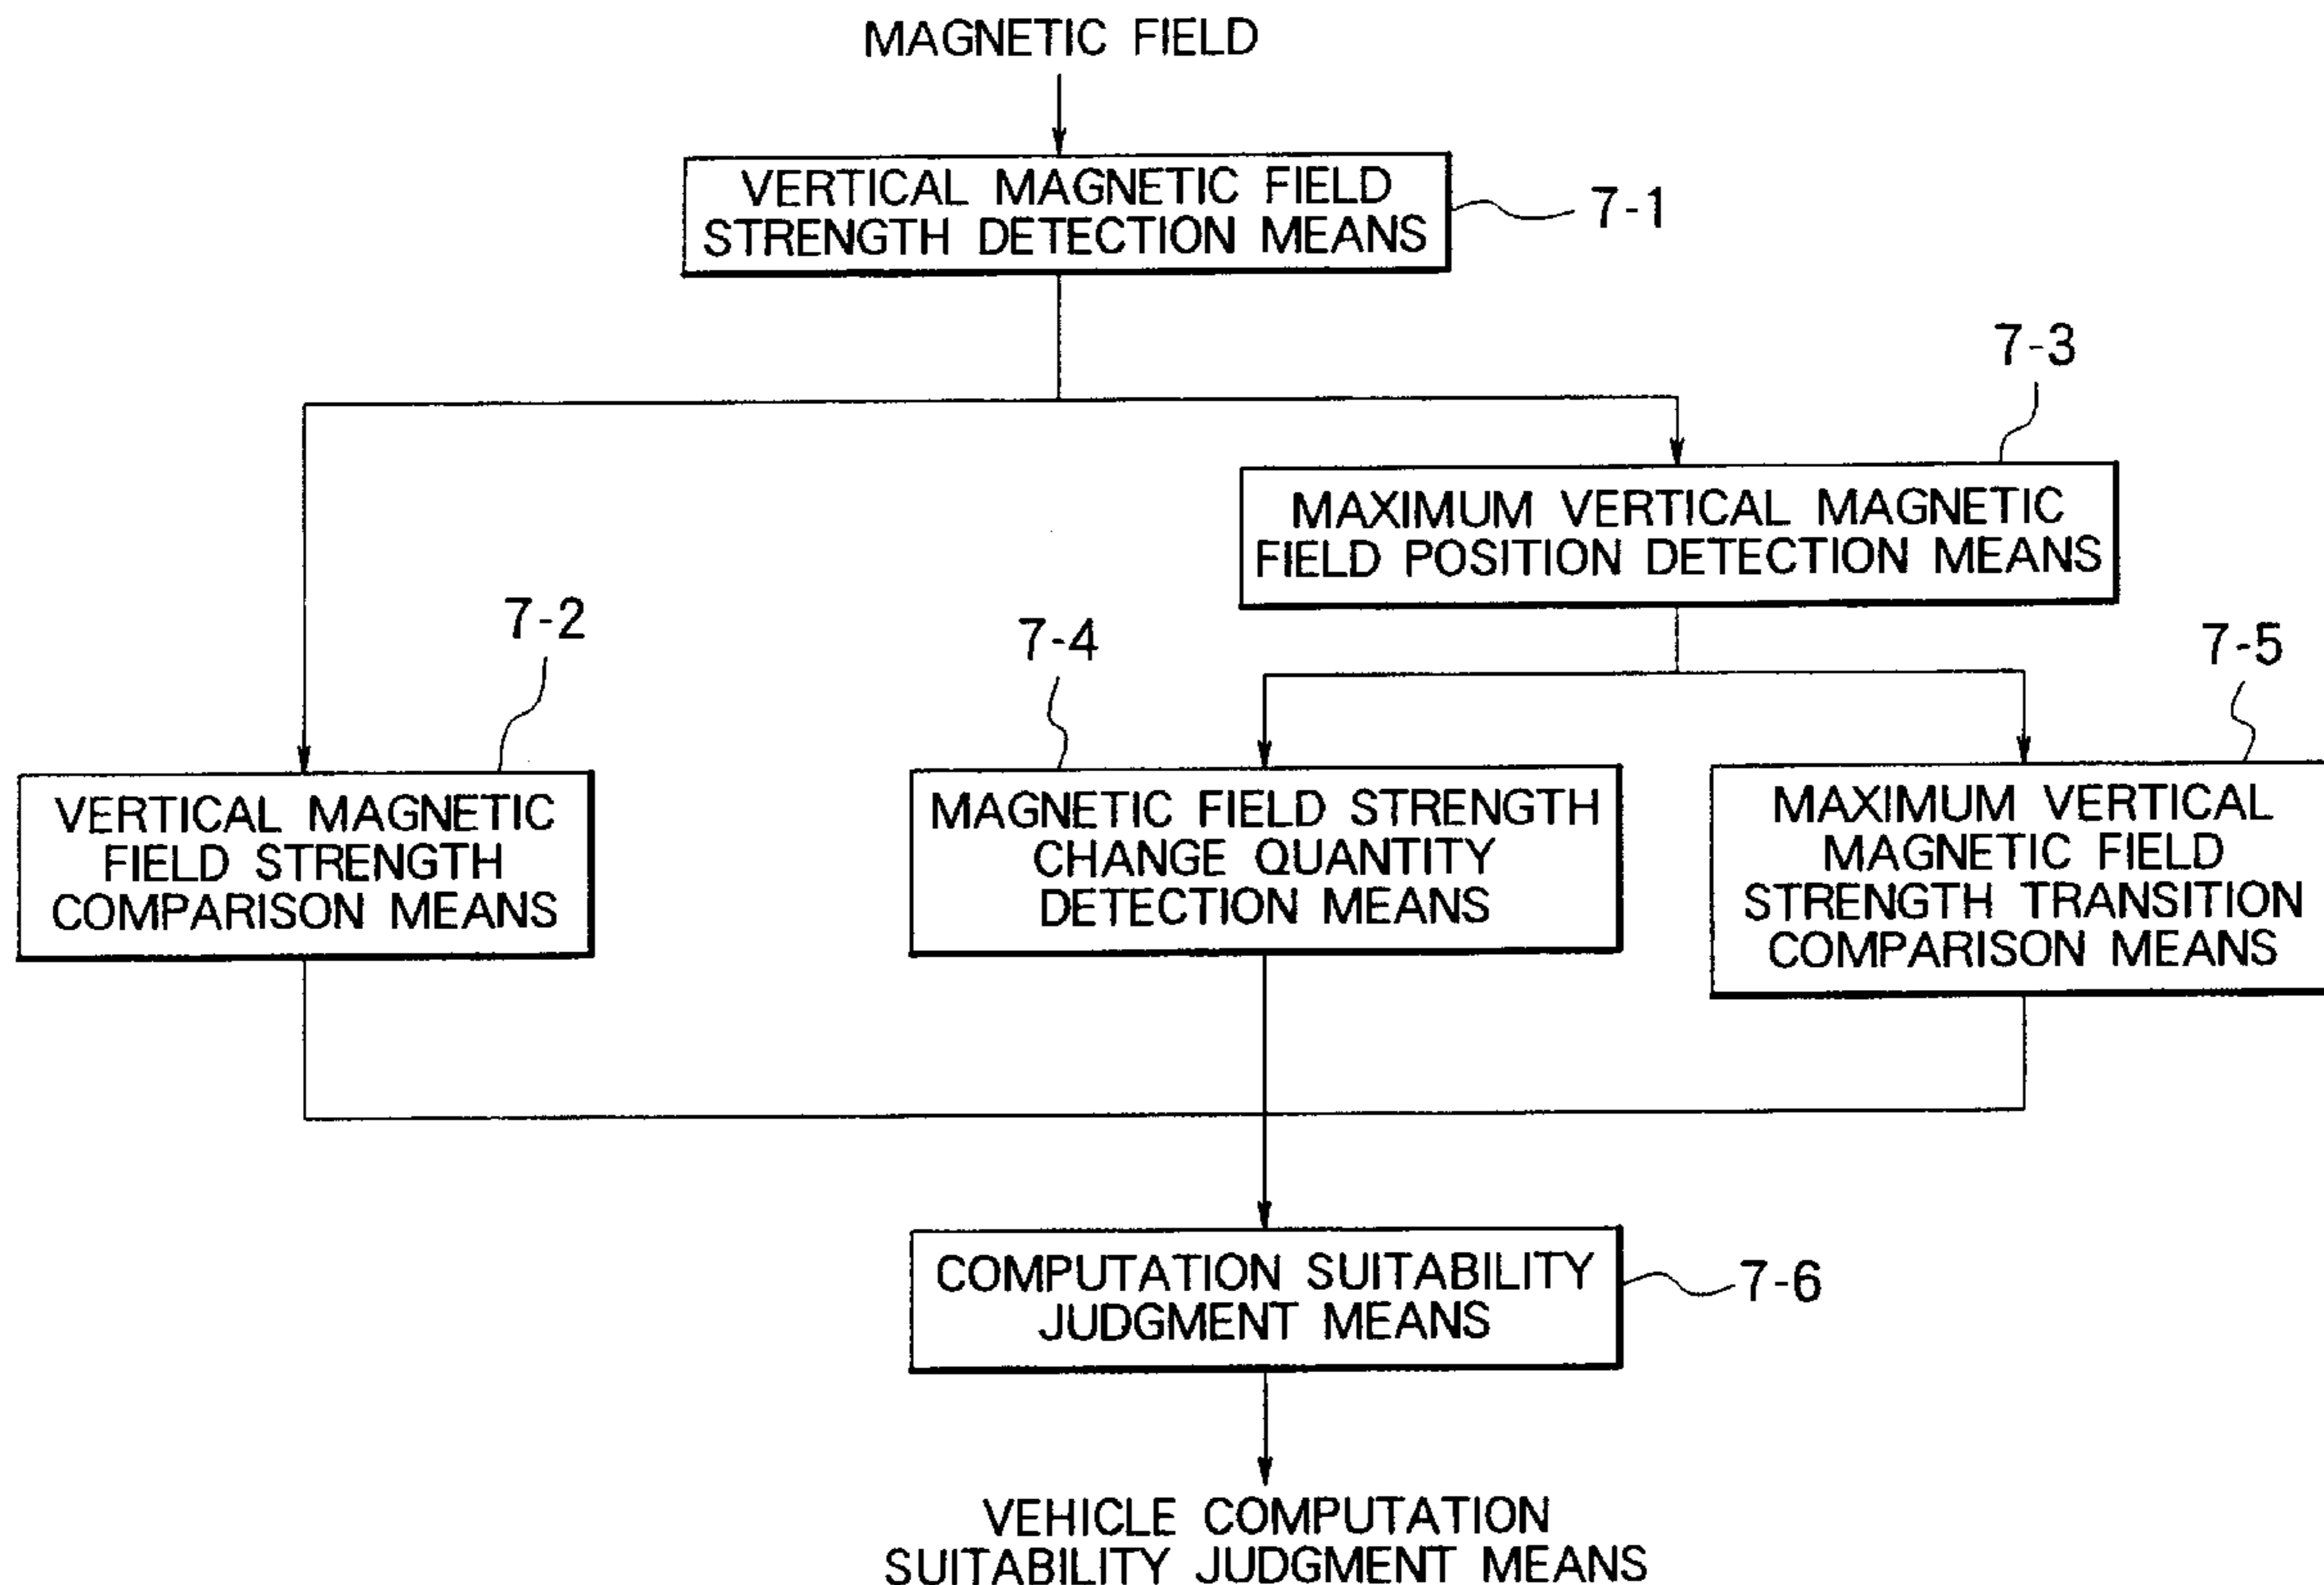 MAGNETIC FIELD
VERTICAL MAGNETIC FIELD
STRENGTH DETECTION MEANS
7-1
7-3
MAXIMUM VERTICAL MAGNETIC
FIELD POSITION DETECTION MEANS
7-2
7-4
7-5
VERTICAL MAGNETIC
FIELD STRENGTH
COMPARISON MEANS
MAGNETIC FIELD STRENGTH
CHANGE QUANTITY
DETECTION MEANS
MAXIMUM VERTICAL
MAGNETIC FIELD
STRENGTH TRANSITION
COMPARISON MEANS
COMPUTATION SUITABILITY
JUDGMENT MEANS
7-6
VEHICLE COMPUTATION
SUITABILITY JUDGMENT MEANS